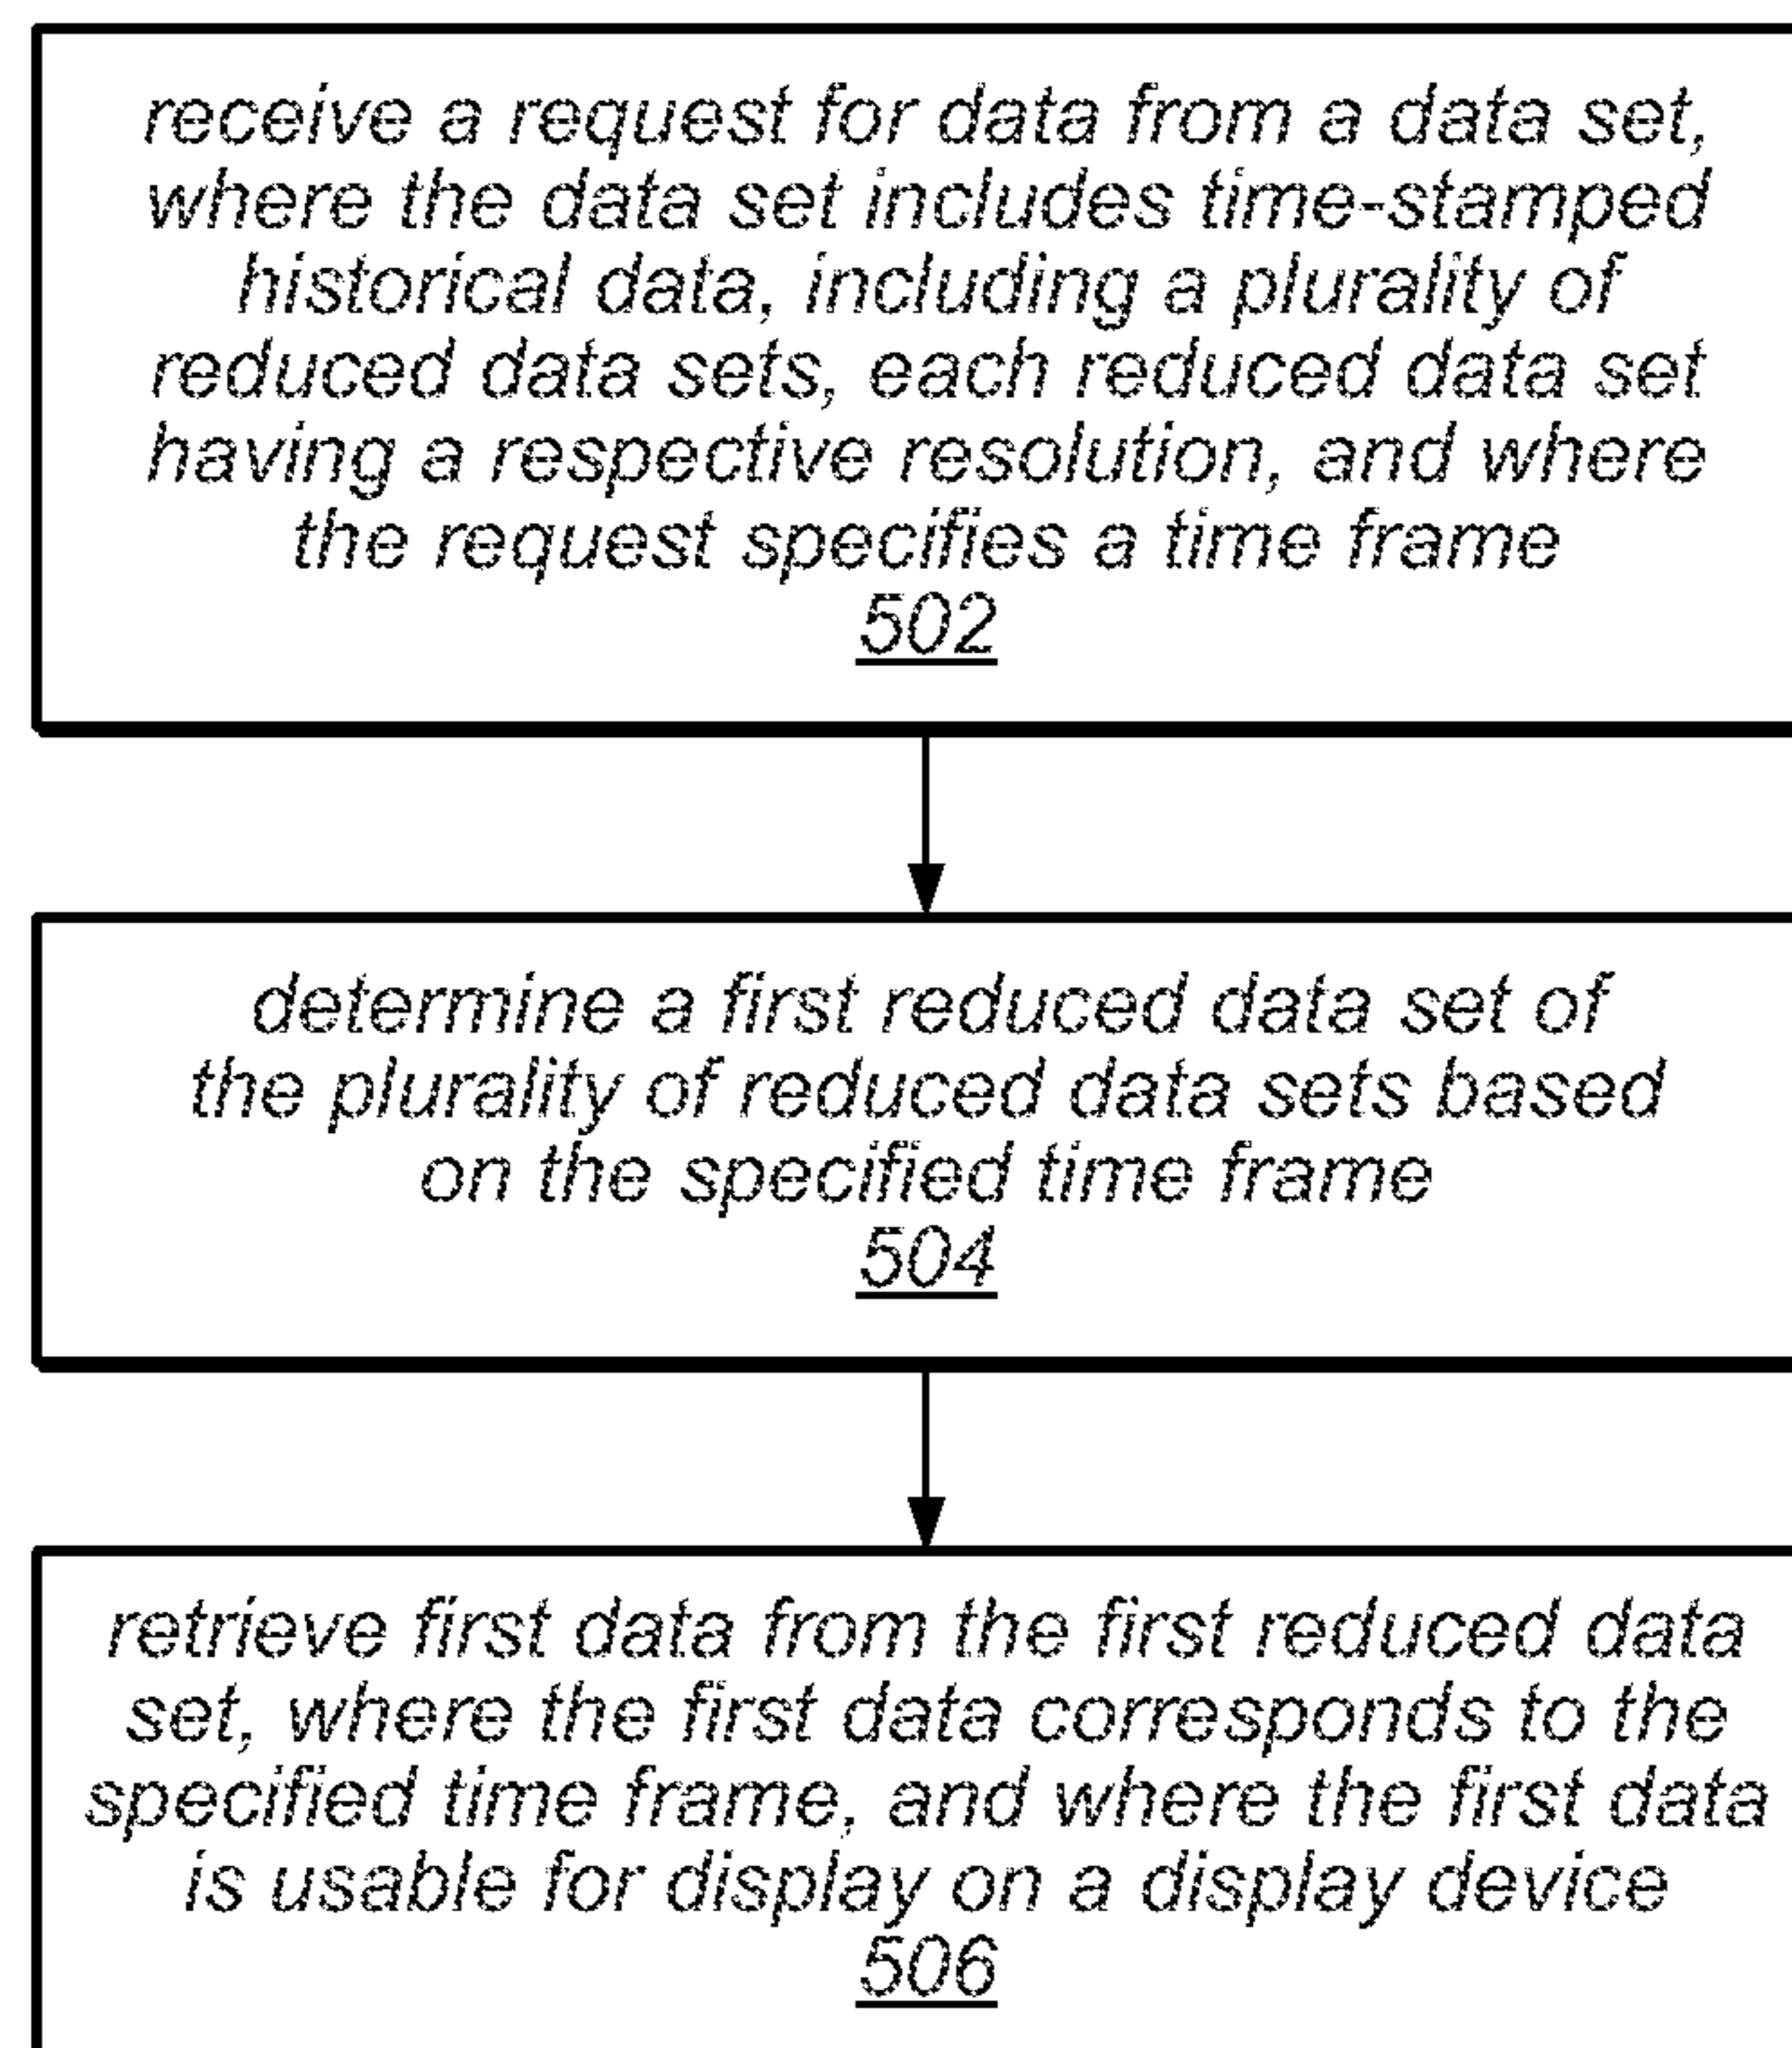 receive a request for data from a data set,
where the data set includes time-stamped
historical data, including a plurality of
reduced data sets, each reduced data set
having a respective resolution, and where
the request specifies a time frame
502
determine a first reduced data set of
the plurality of reduced data sets based
on the specified time frame
504
retrieve first data from the first reduced data
set, where the first data corresponds to the
specified time frame, and where the first data
is usable for display on a display device
506